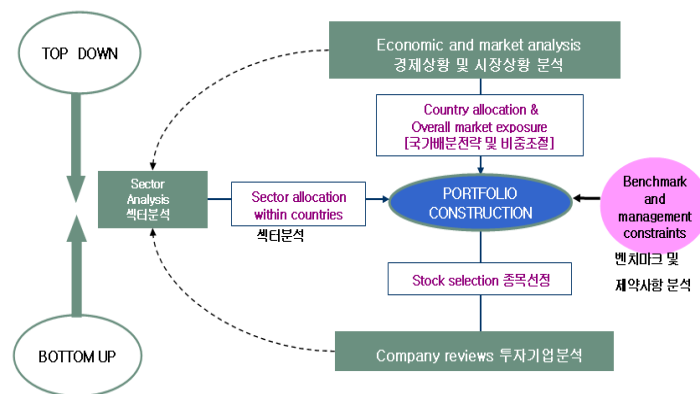 TOP DOWN
Economic and market analysis
경제상황 및 시장상황 분석
Country allocation &
Overall market exposure
[국가배분전략 및 비중조절]
Sector
Analysis
섹터분석
Sector allocation
within countries
섹터분석
PORTFOLIO
CONSTRUCTION
Benchmark
and
management
constraints
벤치마크 및
제약사항 분석
Stock selection 종목선정
BOTTOM UP
Company reviews 투자기업분석